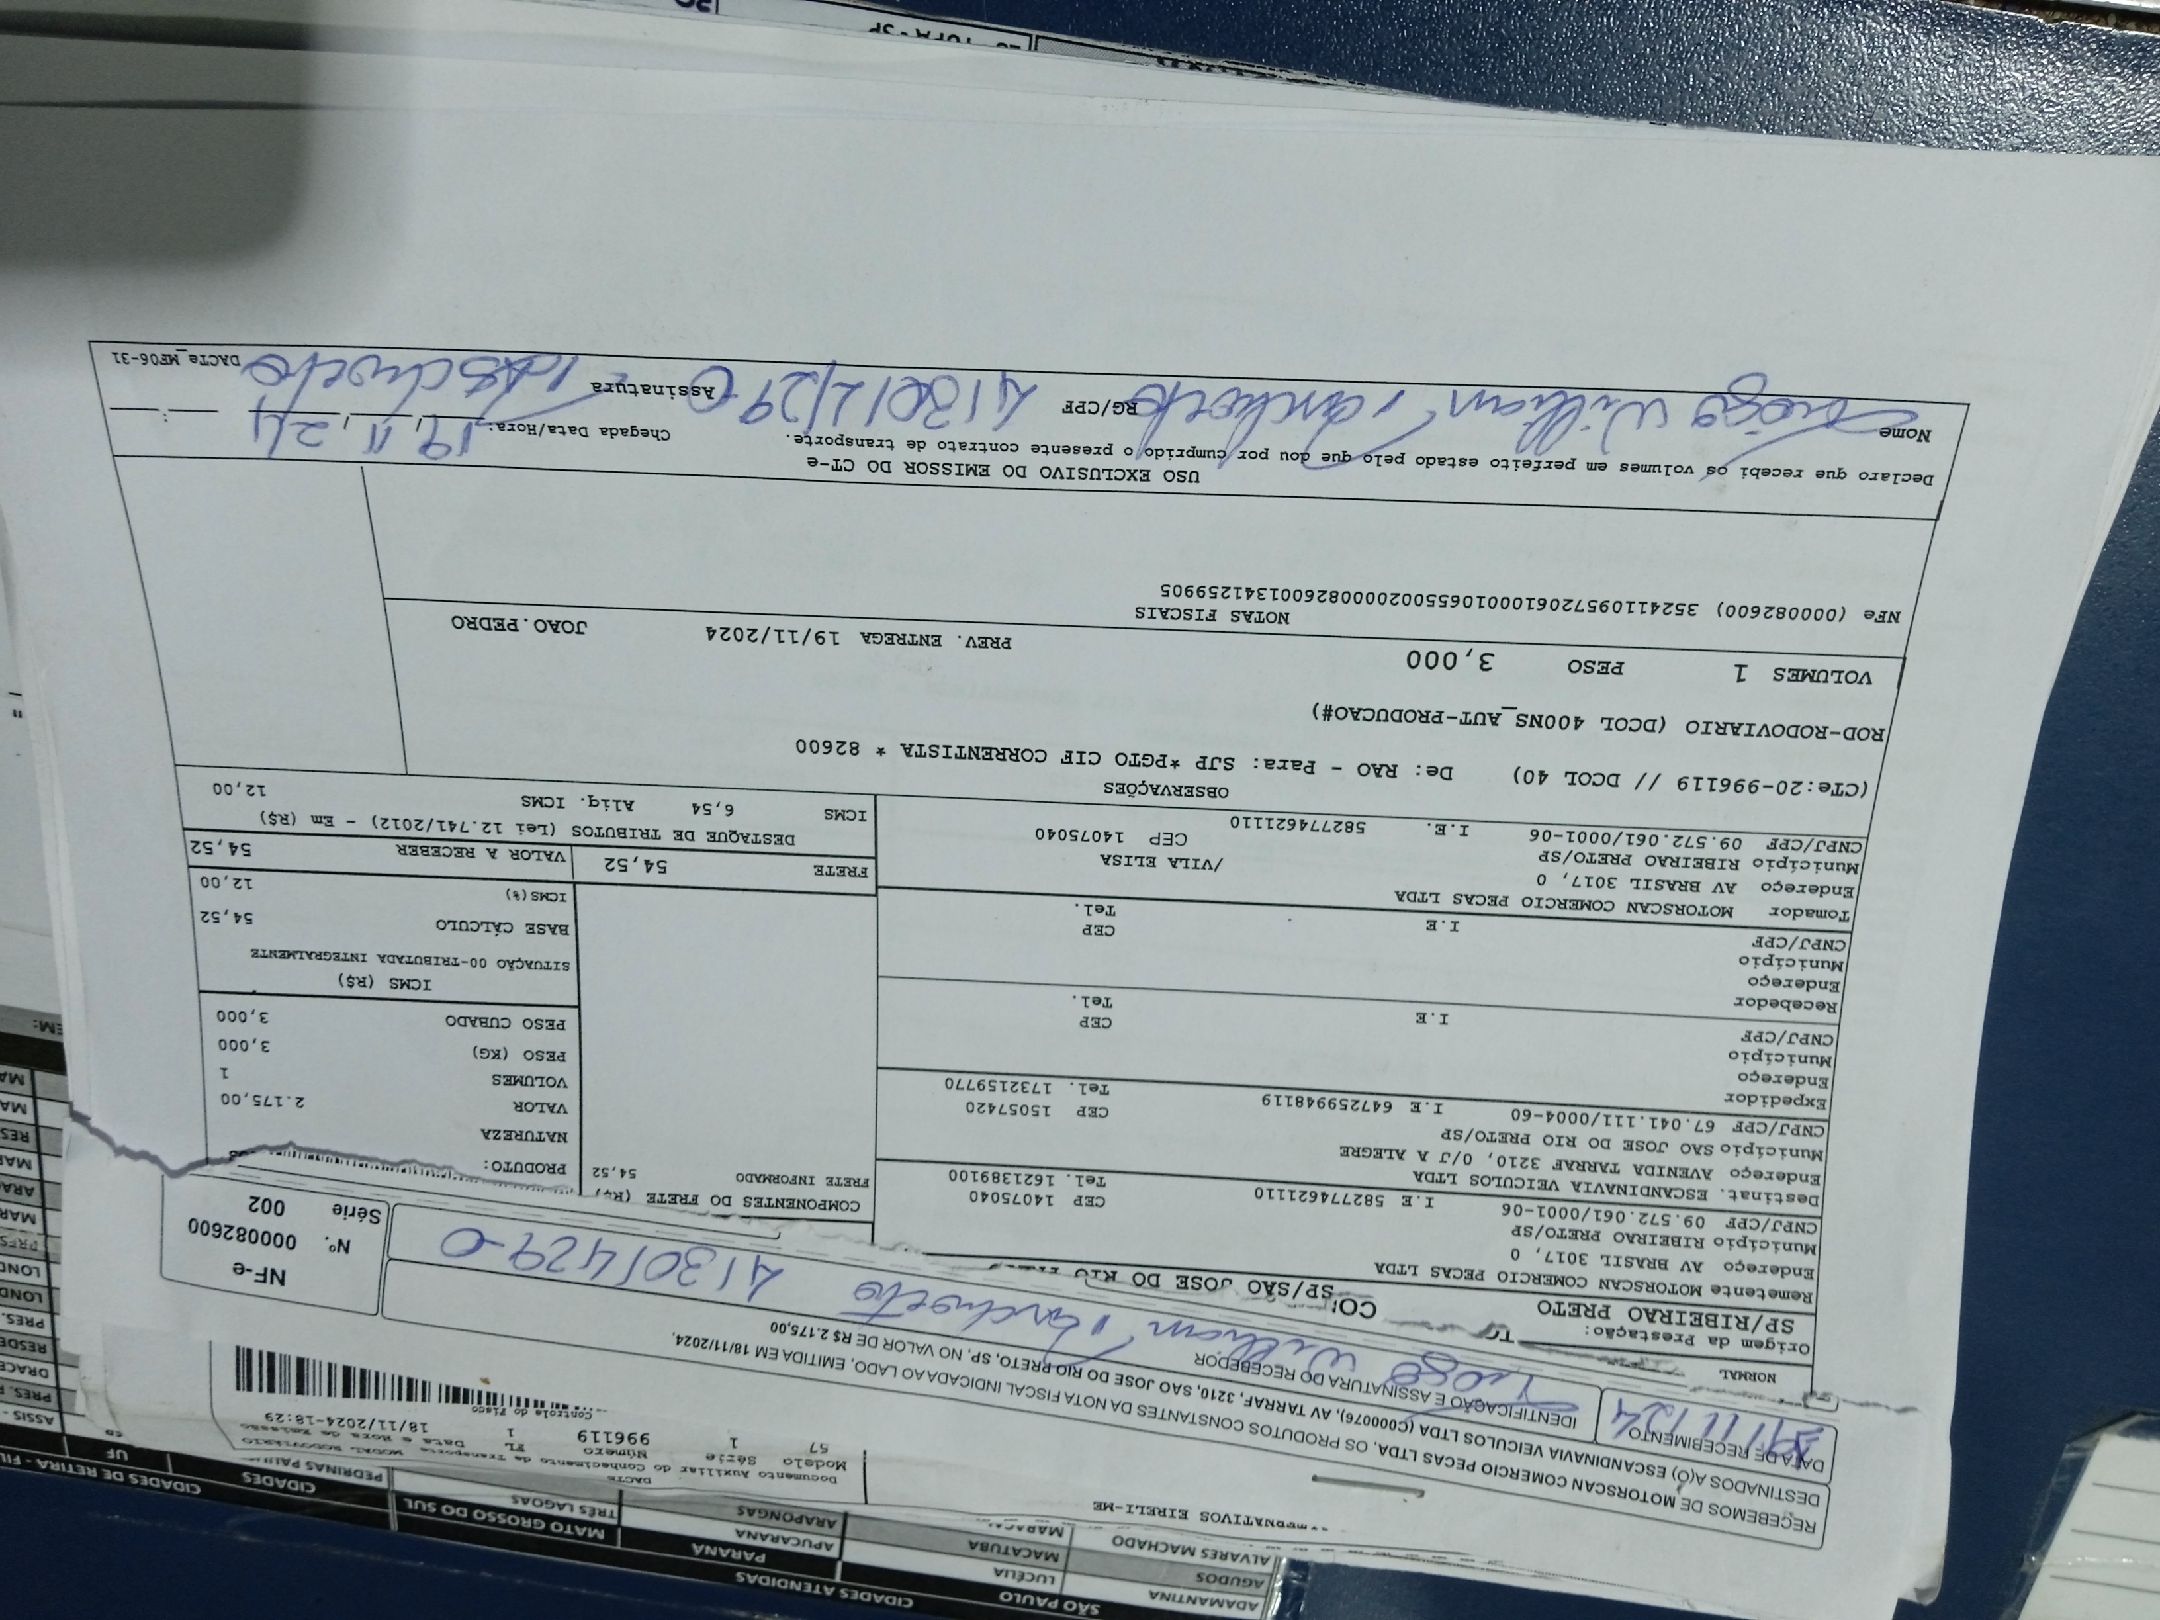 CIDADES ATENDIDAS
SÃO PAULO
PARANÁ
MATO GROSSO DO SUL
CIDADES
UF
CIDADES DE RETIRA - FIL
ADAMANTINA
LUCÉLIA
APUCARANA
TRÊS LAGOAS
AGUDOS
MACATUBA
ARAPONGAS
ALVARES MACHADO
EIRELI-ME
DACTE
Documento Auxiliar do Conhecimento de Transporte
Modelo Série Número FL Data e Hora de Emissao
57 1 996119 1 18/11/2024-18:29
Controle do Fisco
RECEBEMOS DE MOTORSCAN COMERCIO PECAS LTDA, OS PRODUTOS CONSTANTES DA NOTA FISCAL INDICADA AO LADO, EMITIDA EM 18/11/2024,
DESTINADOS A(O) ESCANDINAVIA VEICULOS LTDA (C000076), AV TARRAF, 3210, SAO JOSE DO RIO PRETO, SP, NO VALOR DE R$ 2.175,00
DATA DE RECEBIMENTO
IDENTIFICAÇÃO E ASSINATURA DO RECEBEDOR
41301429-0
NF-e
Nº. 000082600
Série 002
NORMAL
Origem da Prestação:
SP/RIBEIRAO PRETO
SP/SAO JOSE DO RIO
Remetente MOTORSCAN COMERCIO PECAS LTDA
Endereço AV BRASIL 3017, 0
Município RIBEIRAO PRETO/SP CEP 14075040
CNPJ/CPF 09.572.061/0001-06 I.E 582774621110 Tel. 1621389100
Destinat. ESCANDINAVIA VEICULOS LTDA
Endereço AVENIDA TARRAF 3210, 0/J A ALEGRE
Município SAO JOSE DO RIO PRETO/SP CEP 15057420
CNPJ/CPF 67.041.111/0004-60 I.E 647259948119 Tel. 1732159770
Expedidor
Endereço
Município CEP
CNPJ/CPF I.E Tel.
Recebedor
Endereço
Município CEP
CNPJ/CPF I.E Tel.
Tomador MOTORSCAN COMERCIO PECAS LTDA
Endereço AV BRASIL 3017, 0 /VILA ELISA
Município RIBEIRAO PRETO/SP CEP 14075040
CNPJ/CPF 09.572.061/0001-06 I.E. 582774621110
COMPONENTES DO FRETE (R$)
FRETE INFORMADO 54,52
PRODUTO:
NATUREZA
VALOR 2.175,00
VOLUMES 1
PESO (KG) 3,000
PESO CUBADO 3,000
ICMS (R$)
SITUAÇÃO 00-TRIBUTADA INTEGRALMENTE
BASE CÁLCULO 54,52
ICMS(%) 12,00
FRETE 54,52 VALOR A RECEBER 54,52
DESTAQUE DE TRIBUTOS (Lei 12.741/2012) - Em (R$)
ICMS 6,54 Aliq. ICMS 12,00
OBSERVAÇÕES
(CTe:20-996119 // DCOL 40) De: RAO - Para: SJP *PGTO CIF CORRENTISTA * 82600
ROD-RODOVIARIO (DCOL 400NS_AUT-PRODUCAO#)
VOLUMES 1 PESO 3,000 PREV. ENTREGA 19/11/2024 JOAO.PEDRO
NOTAS FISCAIS
NFe (000082600) 35241109572061000106550020000826001341259905
USO EXCLUSIVO DO EMISSOR DO CT-e
Declaro que recebi os volumes em perfeito estado pelo que dou por cumprido o presente contrato de transporte.
Chegada Data/Hora: 19, 11, 24
Nome William RG/CPF 41301429-0 Assinatura
DACTe_MF06-31